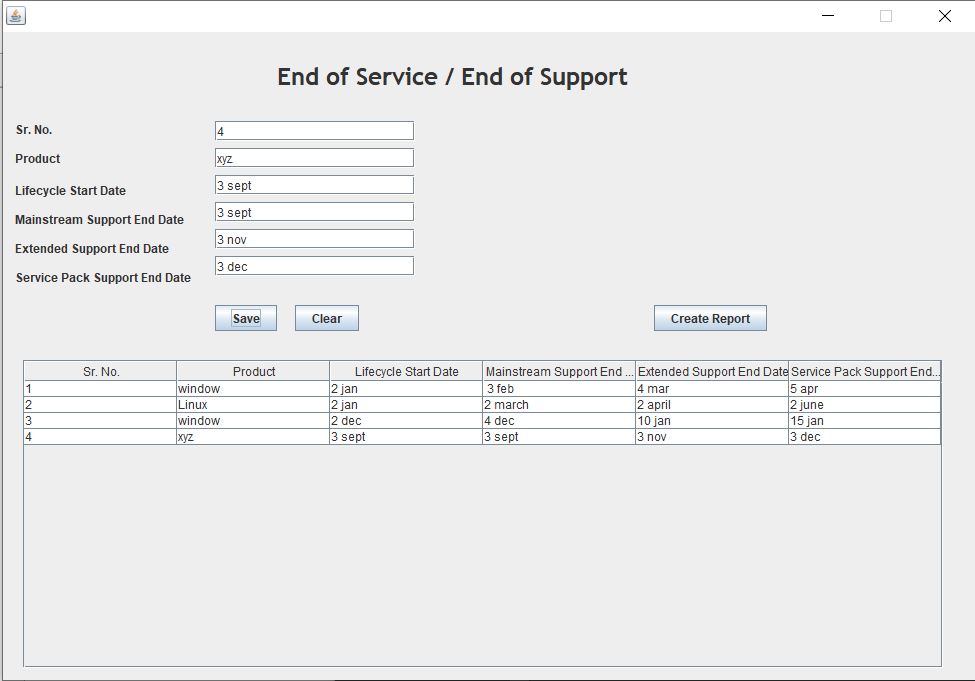 End of Service / End of Support
Sr. No. 4
Product xyz
Lifecycle Start Date 3 sept
Mainstream Support End Date 3 sept
Extended Support End Date 3 nov
Service Pack Support End Date 3 dec
Save Clear Create Report
Sr. No. Product Lifecycle Start Date Mainstream Support End ... Extended Support End Date Service Pack Support End...
1 window 2 jan 3 feb 4 mar 5 apr
2 Linux 2 jan 2 march 2 april 2 june
3 window 2 dec 4 dec 10 jan 15 jan
4 xyz 3 sept 3 sept 3 nov 3 dec